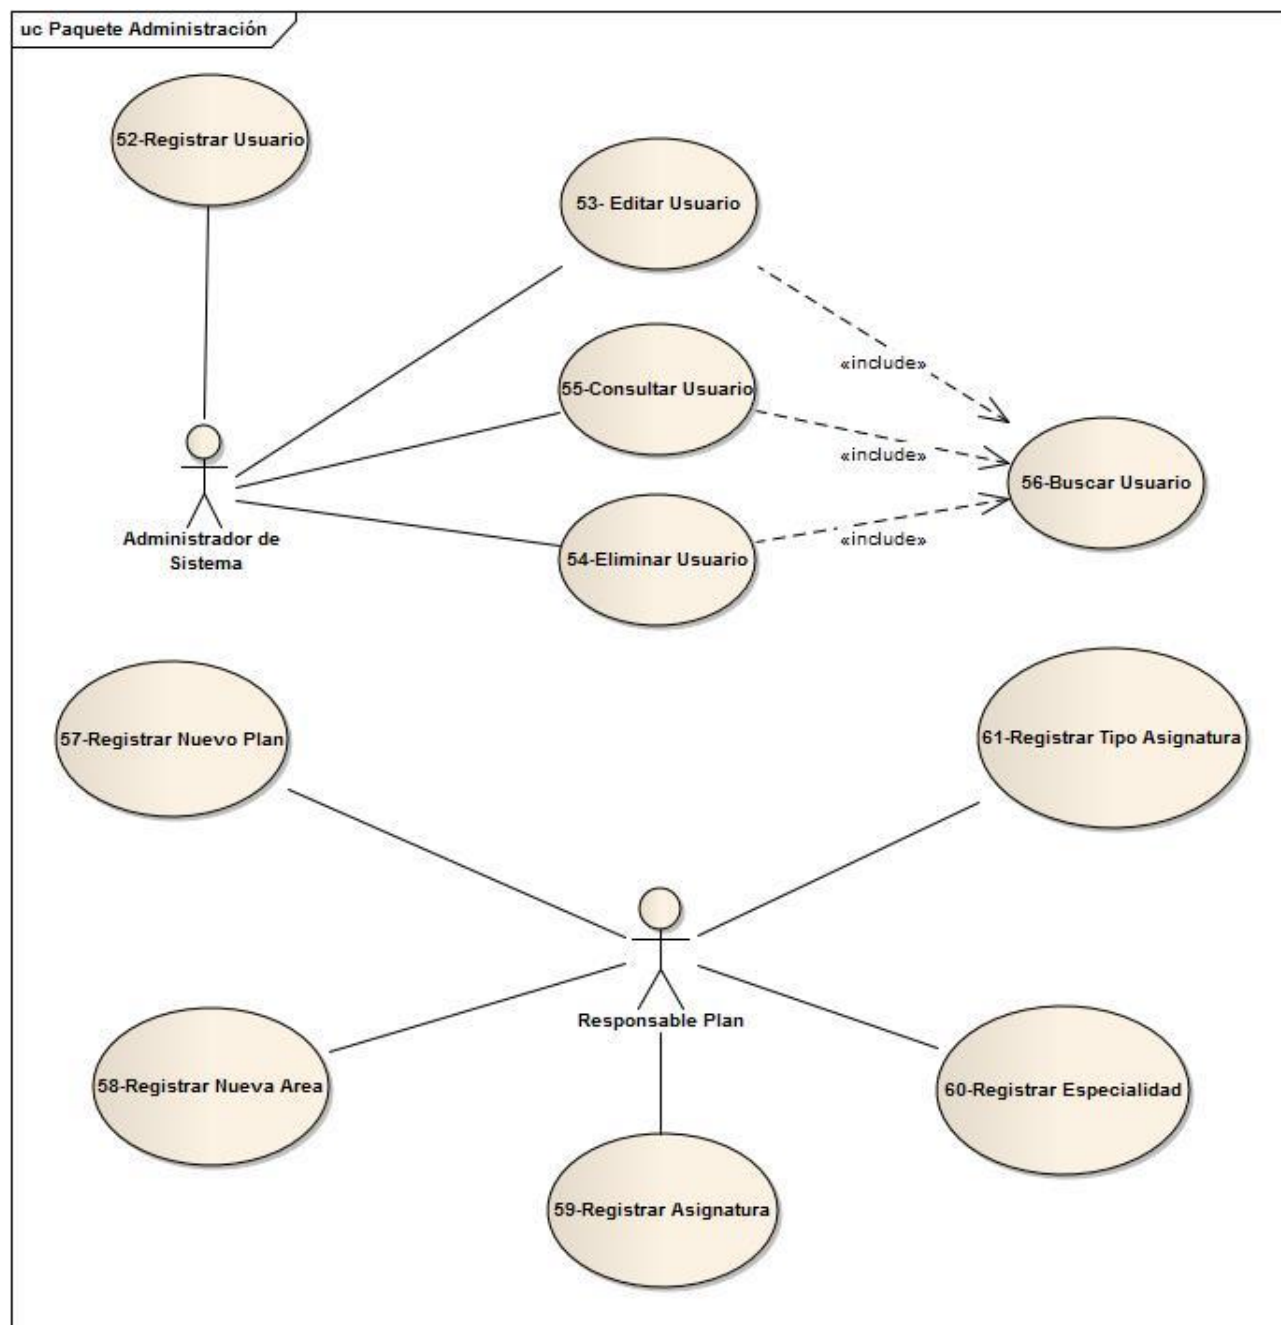 uc Paquete Administración
52-Registrar Usuario
53- Editar Usuario
«include»
55-Consultar Usuario
«include»
56-Buscar Usuario
Administrador de
Sistema
54-Eliminar Usuario
«include»
57-Registrar Nuevo Plan
61-Registrar Tipo Asignatura
Responsable Plan
58-Registrar Nueva Area
60-Registrar Especialidad
59-Registrar Asignatura